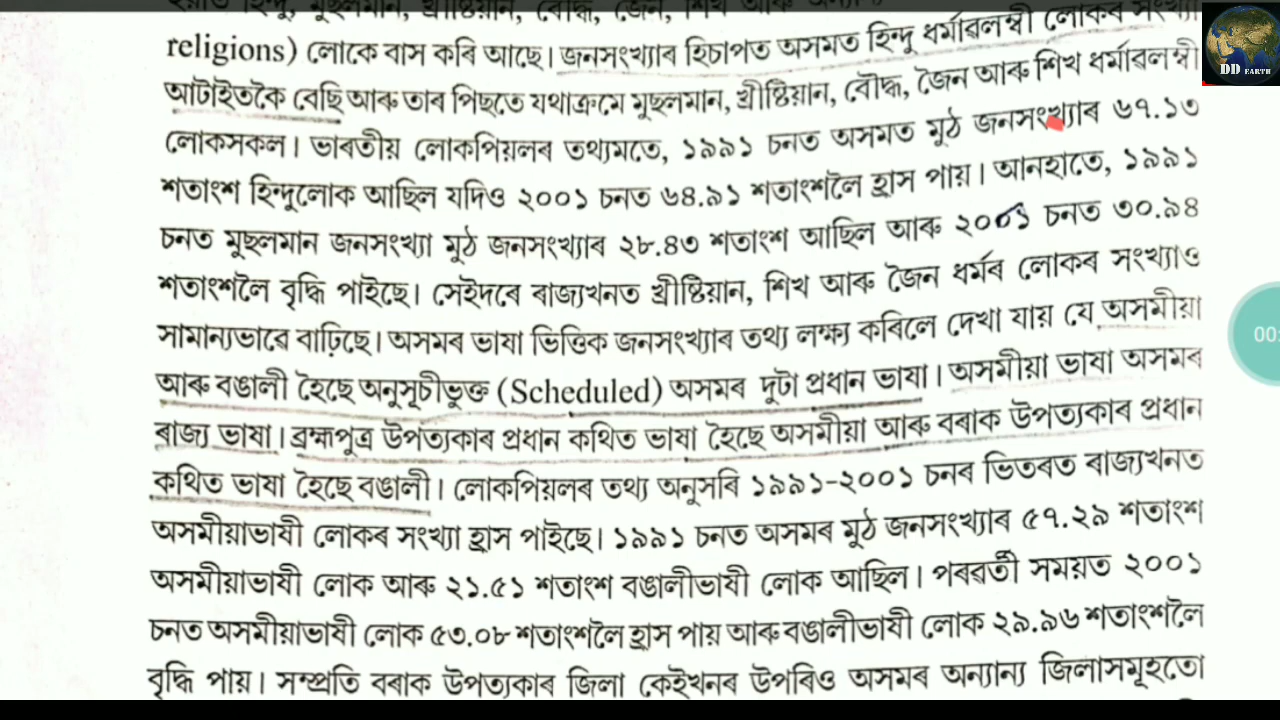 হিন্দু, মুছলমান, খ্ৰীষ্টিয়ান, বৌদ্ধ, জৈন, শিখ আৰু
religions) লোকে বাস কৰি আছে। জনসংখ্যাৰ হিচাপত অসমত হিন্দু ধৰ্মাৱলম্বী লোকৰ সংখ্যা
আটাইতকৈ বেছি আৰু তাৰ পিছতে যথাক্ৰমে মুছলমান, খ্ৰীষ্টিয়ান, বৌদ্ধ, জৈন আৰু শিখ ধৰ্মাৱলম্বী
লোকসকল। ভাৰতীয় লোকপিয়লৰ তথ্যমতে, ১৯৯১ চনত অসমত মুঠ জনসংখ্যাৰ ৬৭.১৩
শতাংশ হিন্দুলোক আছিল যদিও ২০০১ চনত ৬৪.৯১ শতাংশলৈ হ্ৰাস পায়। আনহাতে, ১৯৯১
চনত মুছলমান জনসংখ্যা মুঠ জনসংখ্যাৰ ২৮.৪৩ শতাংশ আছিল আৰু ২০০১ চনত ৩০.৯৪
শতাংশলৈ বৃদ্ধি পাইছে। সেইদৰে ৰাজ্যখনত খ্ৰীষ্টিয়ান, শিখ আৰু জৈন ধৰ্মৰ লোকৰ সংখ্যাও
সামান্যভাৱে বাঢ়িছে। অসমৰ ভাষা ভিত্তিক জনসংখ্যাৰ তথ্য লক্ষ্য কৰিলে দেখা যায় যে অসমীয়া
আৰু বঙালী হৈছে অনুসূচীভুক্ত (Scheduled) অসমৰ দুটা প্ৰধান ভাষা। অসমীয়া ভাষা অসমৰ
ৰাজ্য ভাষা। ব্ৰহ্মপুত্ৰ উপত্যকাৰ প্ৰধান কথিত ভাষা হৈছে অসমীয়া আৰু বৰাক উপত্যকাৰ প্ৰধান
কথিত ভাষা হৈছে বঙালী। লোকপিয়লৰ তথ্য অনুসৰি ১৯৯১-২০০১ চনৰ ভিতৰত ৰাজ্যখনত
অসমীয়াভাষী লোকৰ সংখ্যা হ্ৰাস পাইছে। ১৯৯১ চনত অসমৰ মুঠ জনসংখ্যাৰ ৫৭.২৯ শতাংশ
অসমীয়াভাষী লোক আৰু ২১.৫১ শতাংশ বঙালীভাষী লোক আছিল। পৰৱৰ্তী সময়ত ২০০১
চনত অসমীয়াভাষী লোক ৫৩.০৮ শতাংশলৈ হ্ৰাস পায় আৰু বঙালীভাষী লোক ২৯.৯৬ শতাংশলৈ
বৃদ্ধি পায়। সম্প্ৰতি বৰাক উপত্যকাৰ জিলা কেইখনৰ উপৰিও অসমৰ অন্যান্য জিলাসমূহতো
DD EARTH
00: